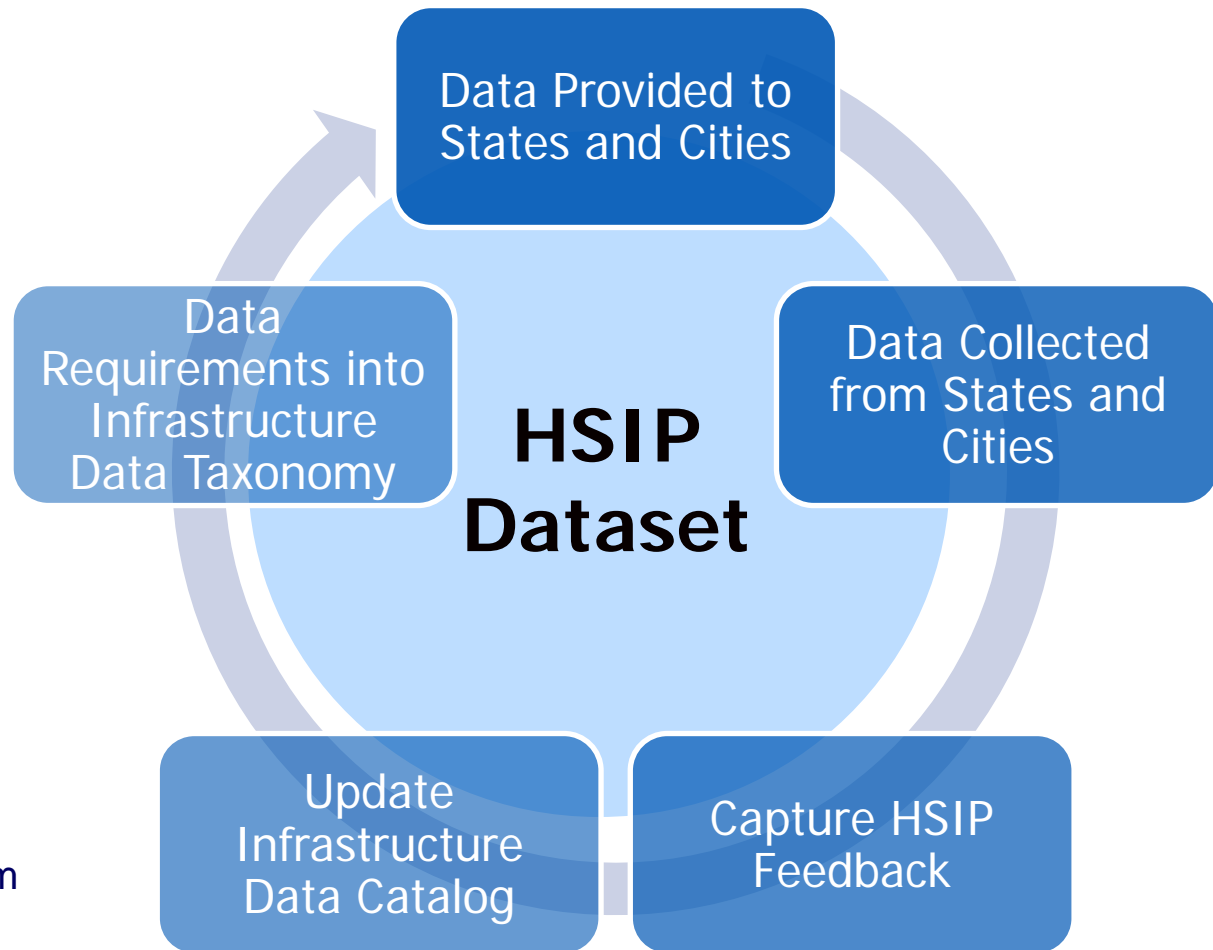 Data Provided to
States and Cities
Data Collected
from States and
Cities
Capture HSIP
Feedback
Update
Infrastructure
Data Catalog
Data
Requirements into
Infrastructure
Data Taxonomy
HSIP
Dataset